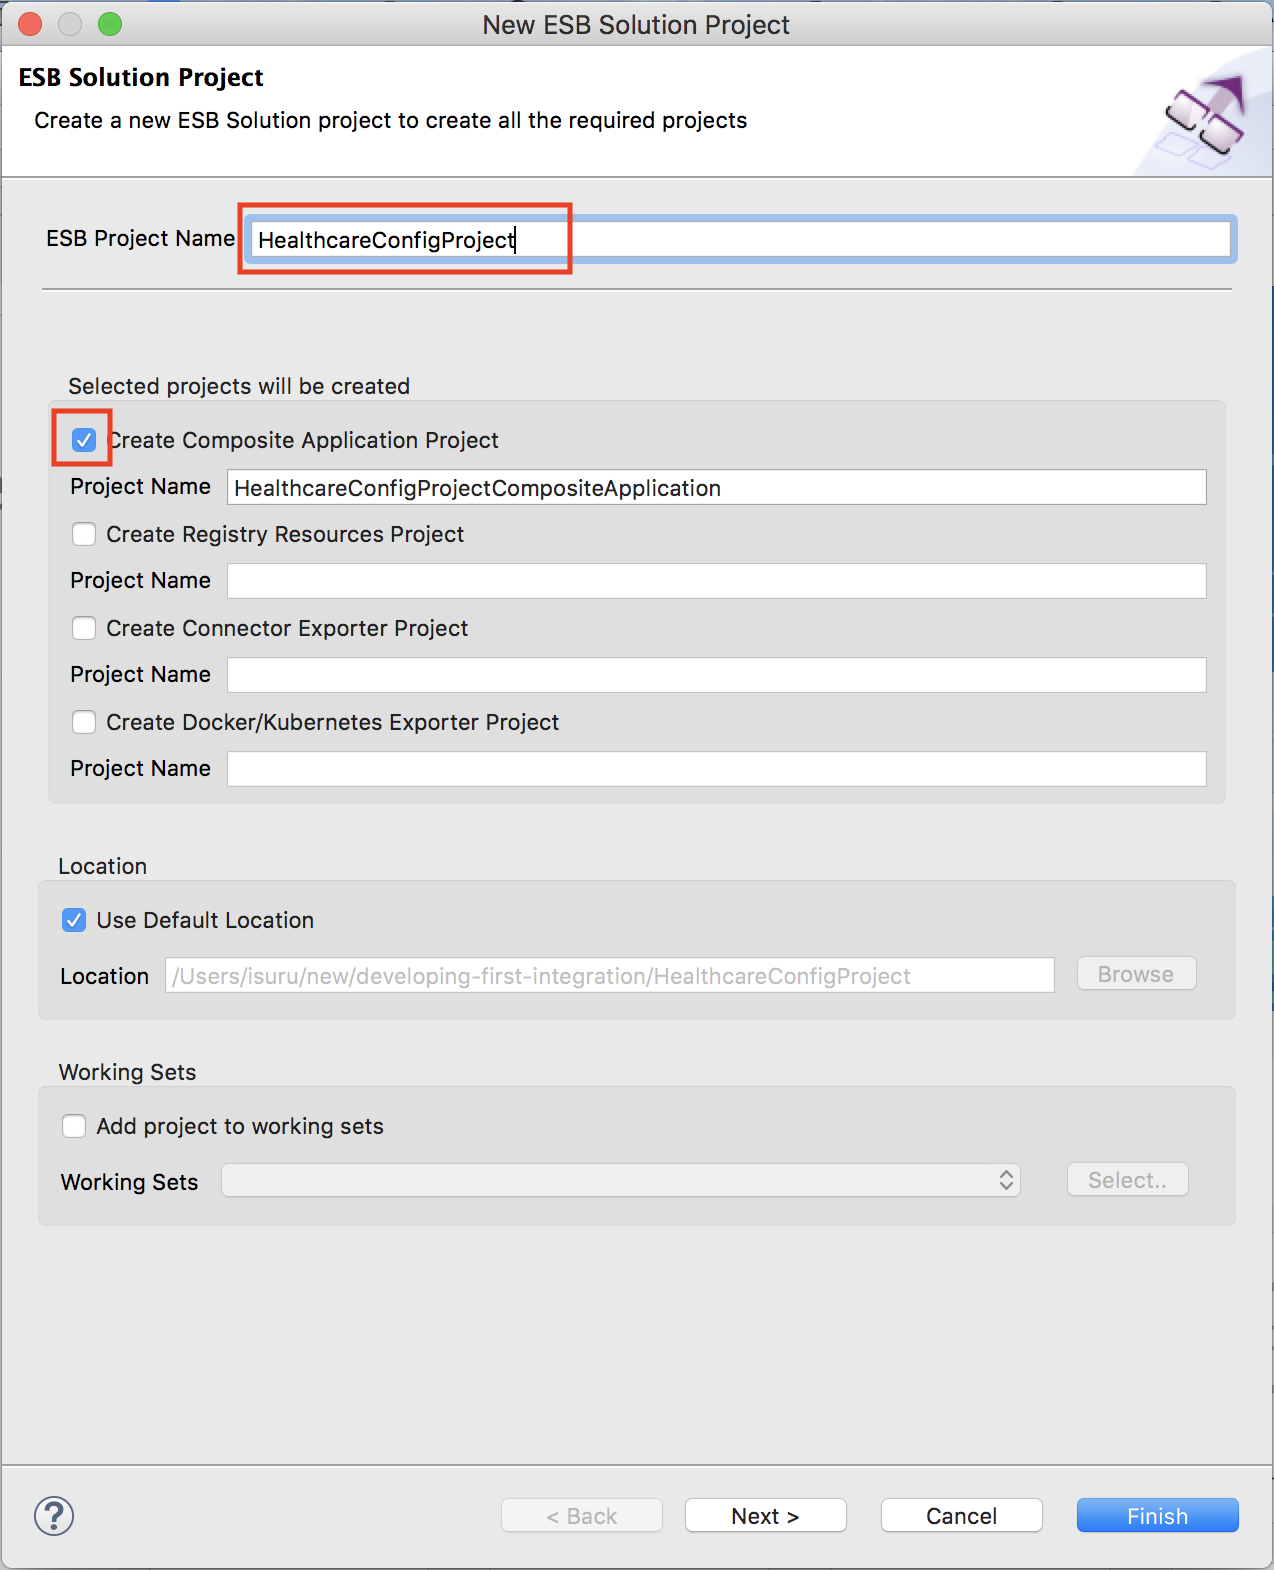 New ESB Solution Project
ESB Solution Project
Create a new ESB Solution project to create all the required projects
ESB Project Name HealthcareConfigProject
Selected projects will be created
Create Composite Application Project
Project Name HealthcareConfigProjectCompositeApplication
Create Registry Resources Project
Project Name
Create Connector Exporter Project
Project Name
Create Docker/Kubernetes Exporter Project
Project Name
Location
Use Default Location
Location /Users/isuru/new/developing-first-integration/HealthcareConfigProject Browse
Working Sets
Add project to working sets
Working Sets Select..
? < Back Next > Cancel Finish